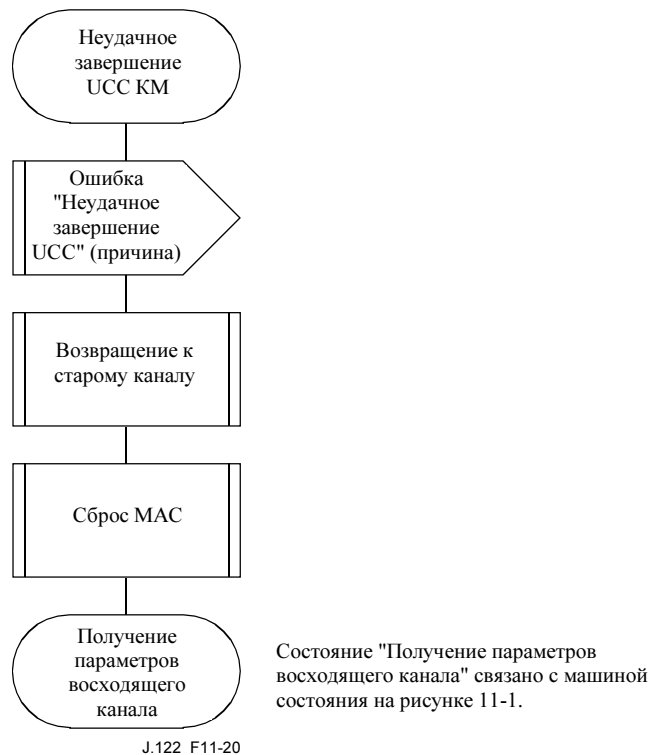 Неудачное
завершение
UCC КМ
Ошибка
"Неудачное
завершение
UCC" (причина)
Возвращение к
старому каналу
Сброс МАС
Получение
параметров
восходящего
канала
Состояние "Получение параметров
восходящего канала" связано с машиной
состояния на рисунке 11-1.
J.122_F11-20